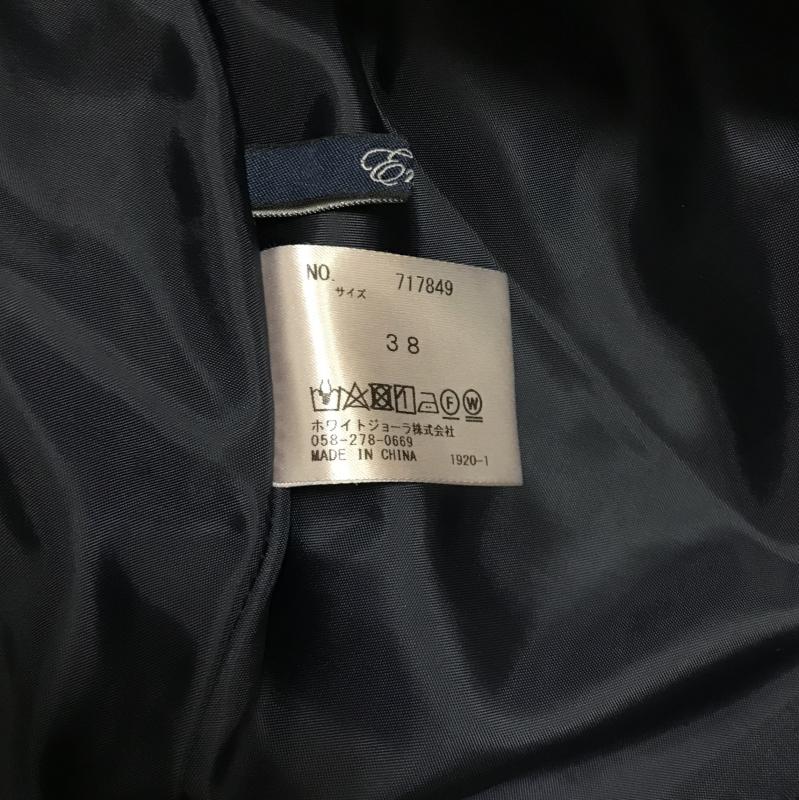 NO. 717849
サイズ
38
F W
ホワイトジョーラ株式会社
058-278-0669
MADE IN CHINA 1920-1